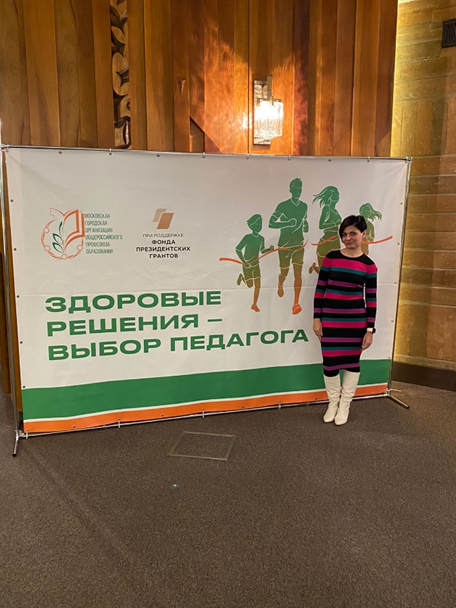 МОСКОВСКАЯ
ГОРОДСКАЯ
ОРГАНИЗАЦИЯ
ОБЩЕРОССИЙСКОГО
ПРОФСОЮЗА
ОБРАЗОВАНИЯ
ПРИ ПОДДЕРЖКЕ
ФОНДА
ПРЕЗИДЕНТСКИХ
ГРАНТОВ
ЗДОРОВЫЕ
РЕШЕНИЯ –
ВЫБОР ПЕДАГОГА